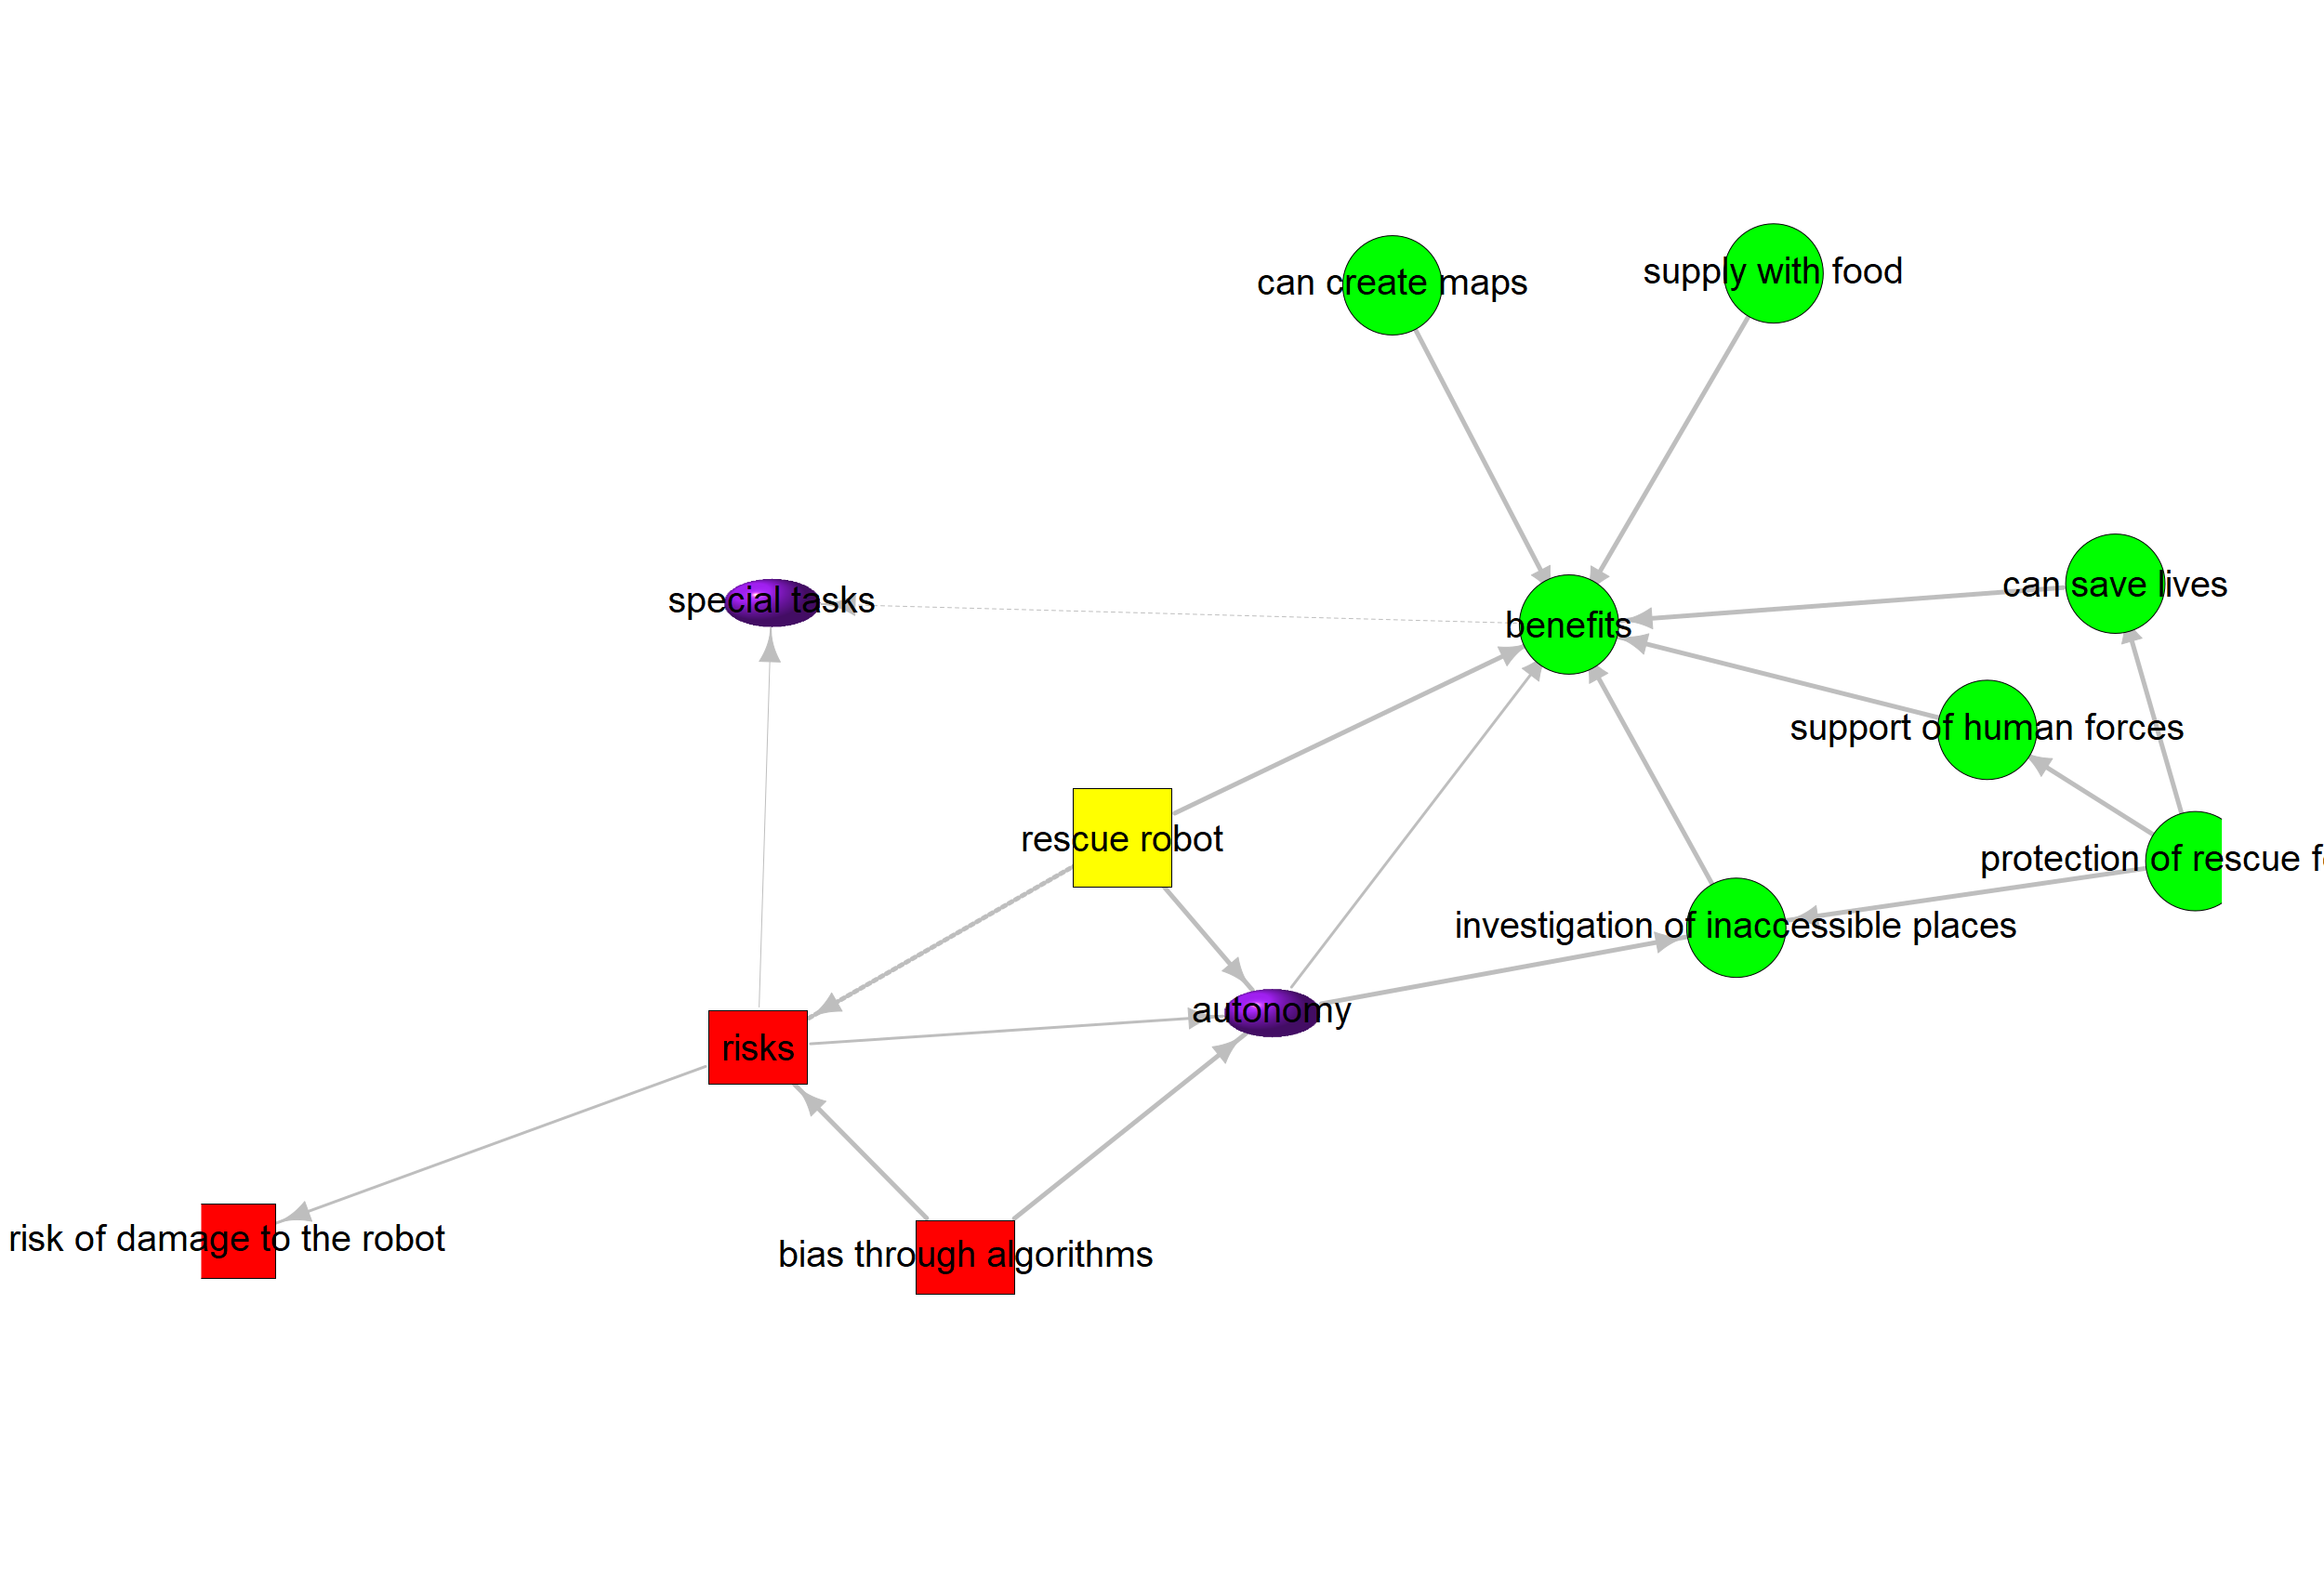 supply with food
can create maps
can save lives
special tasks
benefits
support of human forces
rescue robot
protection of rescue
investigation of inaccessible places
autonomy
risks
risk of damage to the robot
bias through algorithms